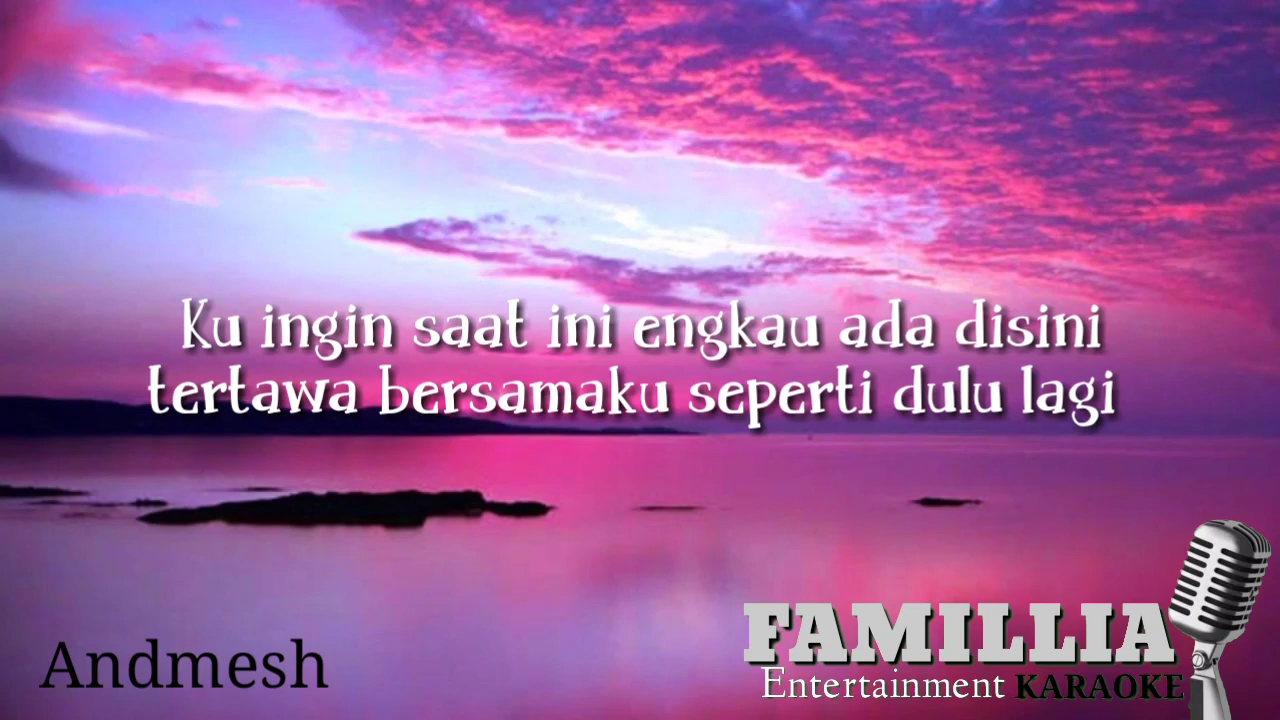 Ku ingin saat ini engkau ada disini
tertawa bersamaku seperti dulu lagi
Andmesh
FAMILLIA
Entertainment KARAOKE